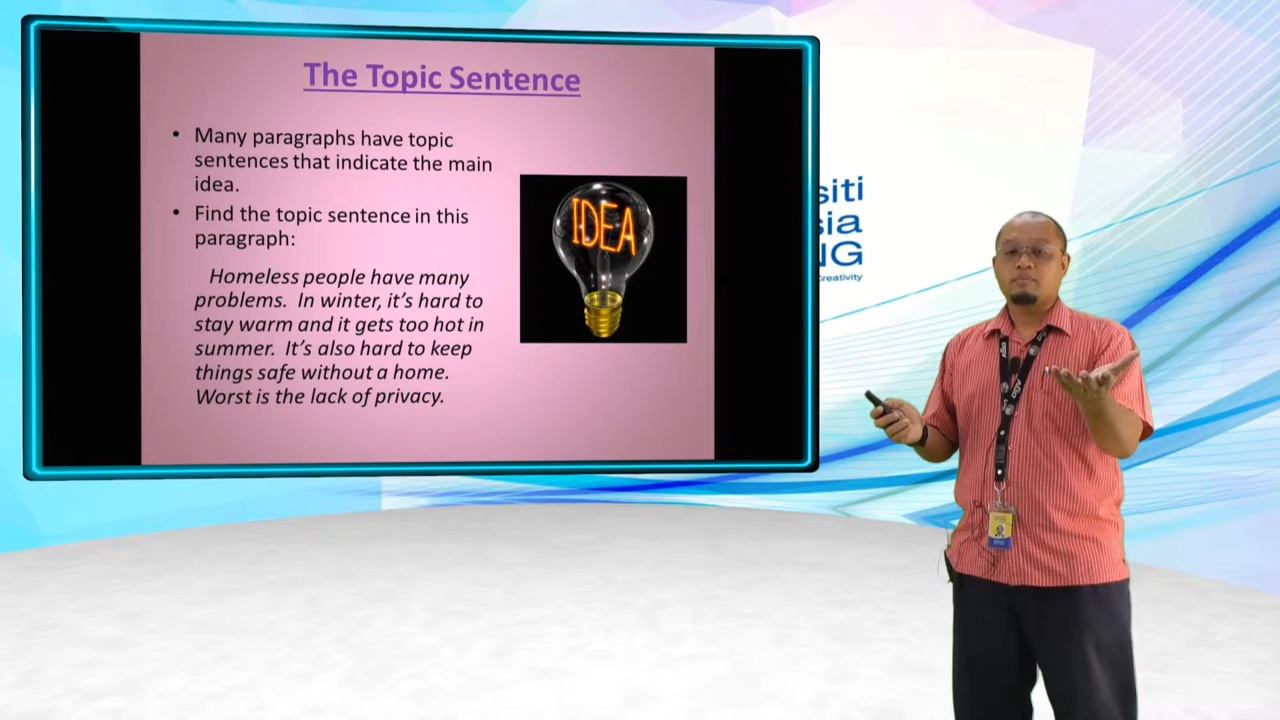 The Topic Sentence
• Many paragraphs have topic
sentences that indicate the main
idea.
• Find the topic sentence in this
paragraph:
Homeless people have many
problems. In winter, it's hard to
stay warm and it gets too hot in
summer. It's also hard to keep
things safe without a home.
Worst is the lack of privacy.
IDEA
siti
sia
NG
Creativity